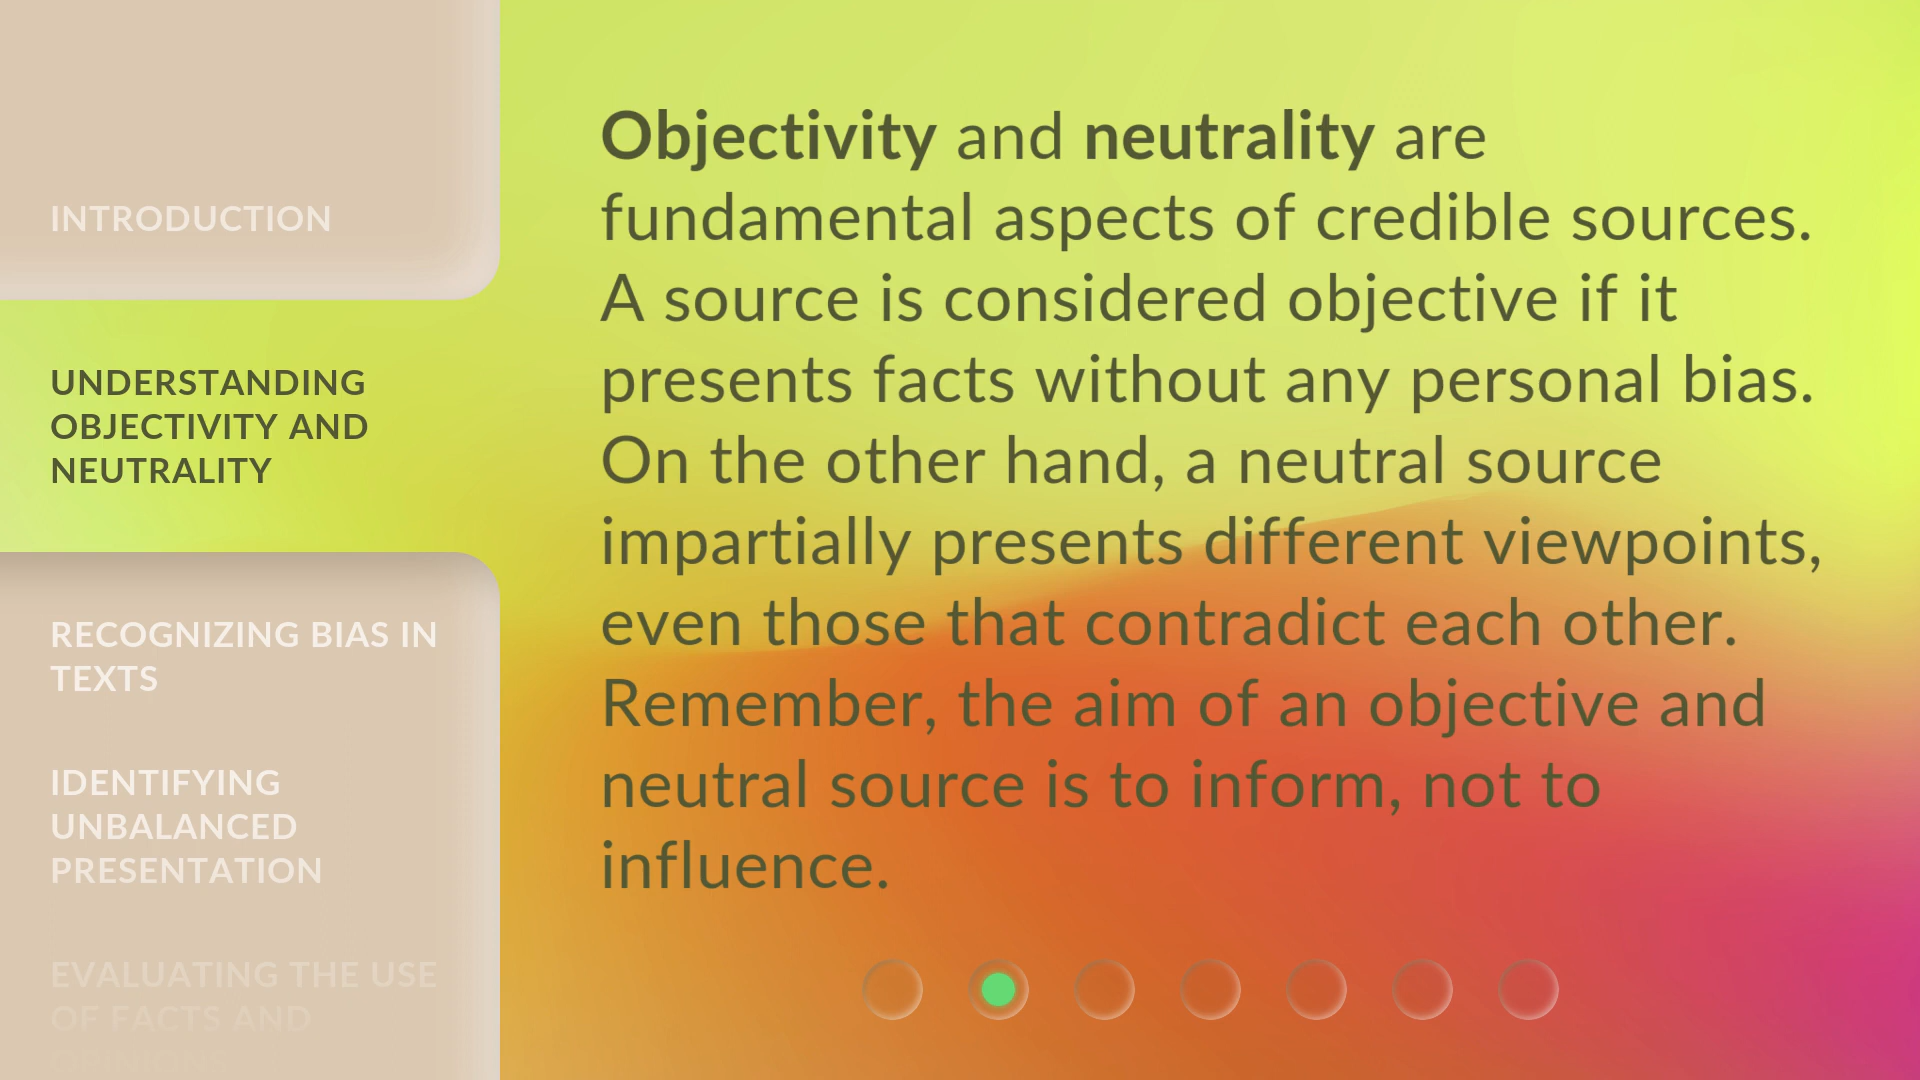 INTRODUCTION
UNDERSTANDING
OBJECTIVITY AND
NEUTRALITY
RECOGNIZING BIAS IN
TEXTS
IDENTIFYING
UNBALANCED
PRESENTATION
EVALUATING THE USE
OF FACTS AND
OPINIONS
Objectivity and neutrality are
fundamental aspects of credible sources.
A source is considered objective if it
presents facts without any personal bias.
On the other hand, a neutral source
impartially presents different viewpoints,
even those that contradict each other.
Remember, the aim of an objective and
neutral source is to inform, not to
influence.